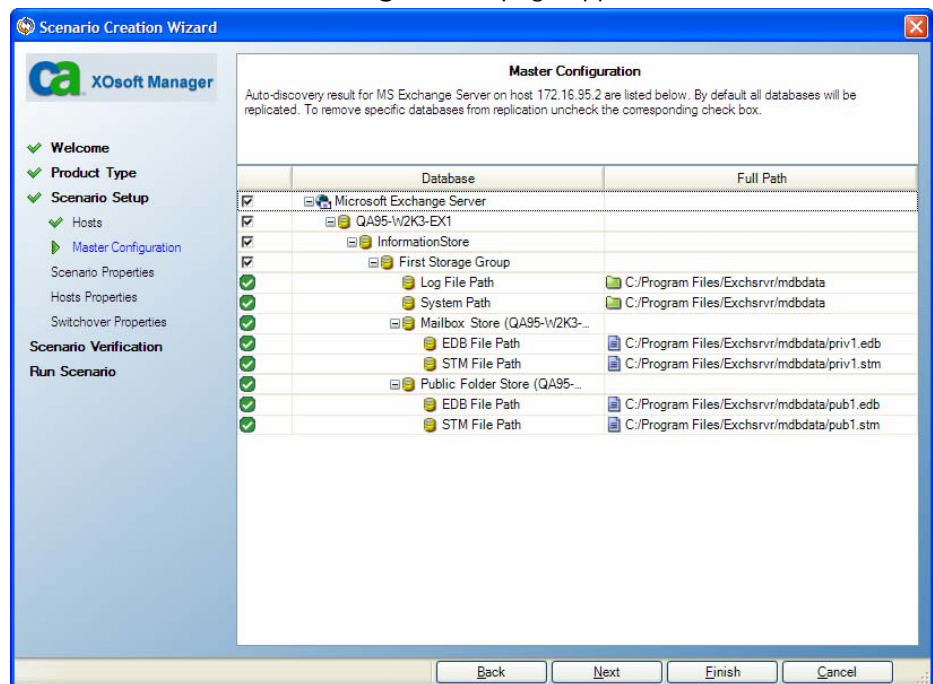 Scenario Creation Wizard
ca XOsoft Manager
Welcome
Product Type
Scenario Setup
Hosts
Master Configuration
Scenario Properties
Hosts Properties
Switchover Properties
Scenario Verification
Run Scenario
Master Configuration
Auto-discovery result for MS Exchange Server on host 172.16.95.2 are listed below. By default all databases will be
replicated. To remove specific databases from replication uncheck the corresponding check box.
Database Full Path
Microsoft Exchange Server
QA95-W2K3-EX1
InformationStore
First Storage Group
Log File Path C:/Program Files/Exchsrvr/mdbdata
System Path C:/Program Files/Exchsrvr/mdbdata
Mailbox Store (QA95-W2K3-...
EDB File Path C:/Program Files/Exchsrvr/mdbdata/priv1.edb
STM File Path C:/Program Files/Exchsrvr/mdbdata/priv1.stm
Public Folder Store (QA95-...
EDB File Path C:/Program Files/Exchsrvr/mdbdata/pub1.edb
STM File Path C:/Program Files/Exchsrvr/mdbdata/pub1.stm
Back Next Finish Cancel